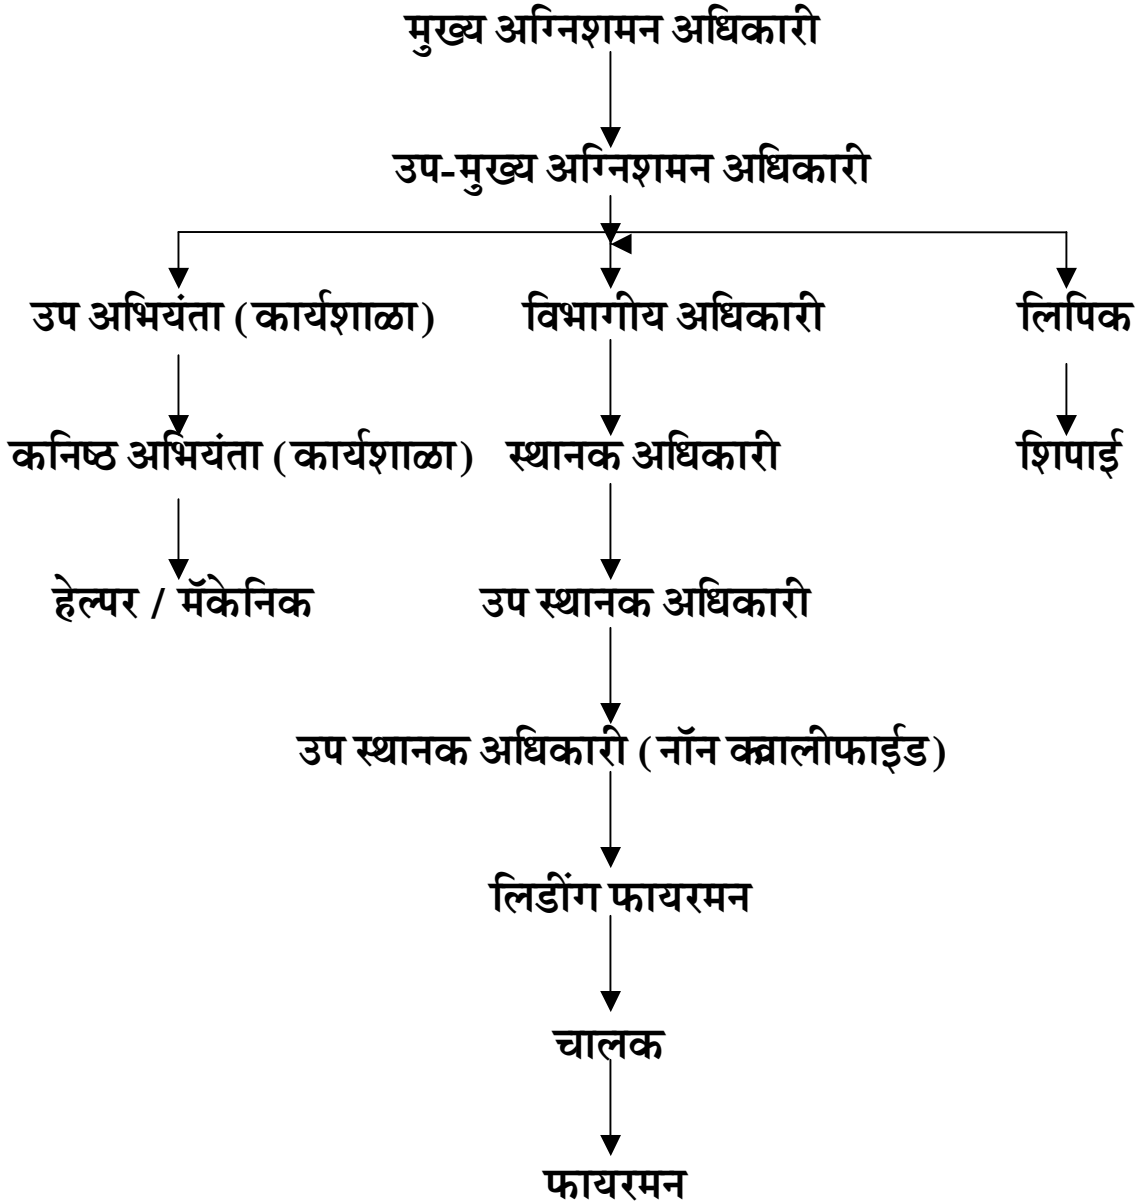 मुख्य अग्निशमन अधिकारी
उप-मुख्य अग्निशमन अधिकारी
उप अभियंता (कार्यशाळा) विभागीय अधिकारी लिपिक
कनिष्ठ अभियंता (कार्यशाळा) स्थानक अधिकारी शिपाई
हेल्पर / मॅकेनिक उप स्थानक अधिकारी
उप स्थानक अधिकारी (नॉन क्वालीफाईड)
लिडींग फायरमन
चालक
फायरमन